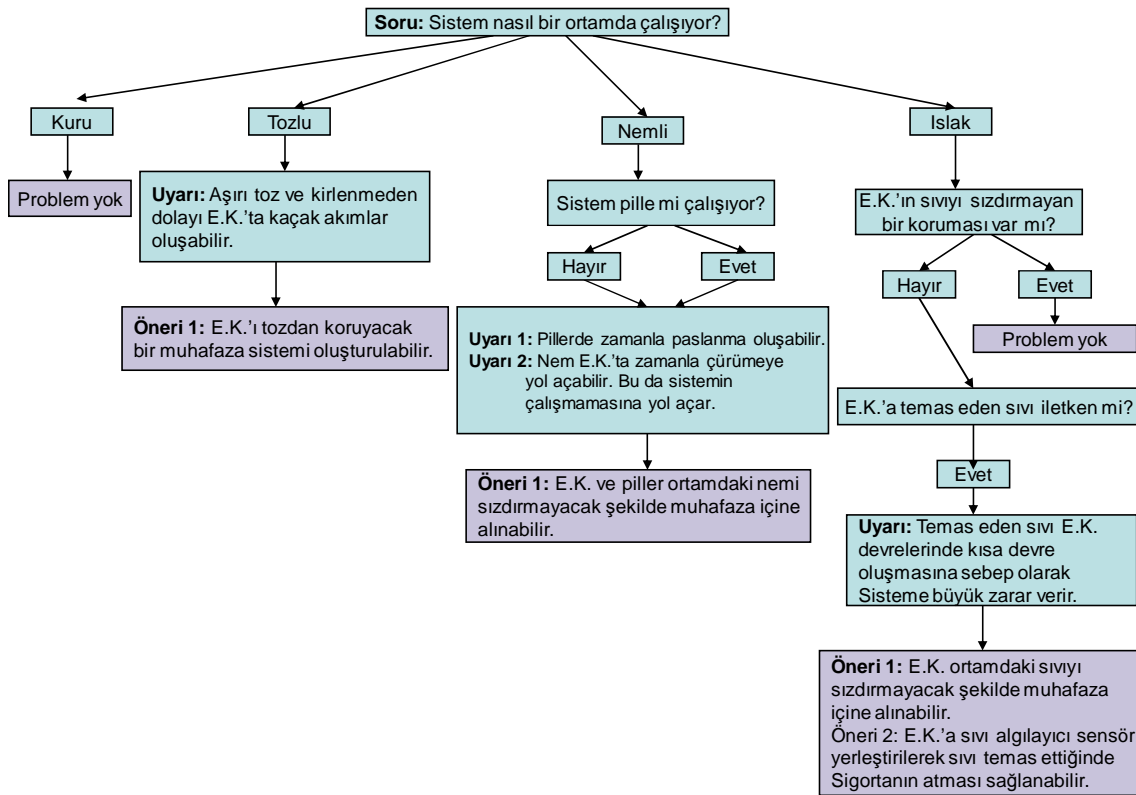 Soru: Sistem nasıl bir ortamda çalışıyor?
Kuru
Tozlu
Nemli
Islak
Problem yok
Uyarı: Aşırı toz ve kirlenmeden
dolayı E.K.'ta kaçak akımlar
oluşabilir.
Sistem pille mi çalışıyor?
E.K.'ın sıvıyı sızdırmayan
bir koruması var mı?
Hayır
Evet
Hayır
Evet
Öneri 1: E.K.'ı tozdan koruyacak
bir muhafaza sistemi oluşturulabilir.
Uyarı 1: Pillerde zamanla paslanma oluşabilir.
Uyarı 2: Nem E.K.'ta zamanla çürümeye
yol açabilir. Bu da sistemin
çalışmamasına yol açar.
Problem yok
E.K.'a temas eden sıvı iletken mi?
Öneri 1: E.K. ve piller ortamdaki nemi
sızdırmayacak şekilde muhafaza içine
alınabilir.
Evet
Uyarı: Temas eden sıvı E.K.
devrelerinde kısa devre
oluşmasına sebep olarak
Sisteme büyük zarar verir.
Öneri 1: E.K. ortamdaki sıvıyı
sızdırmayacak şekilde muhafaza
içine alınabilir.
Öneri 2: E.K.'a sıvı algılayıcı sensör
yerleştirilerek sıvı temas ettiğinde
Sigortanın atması sağlanabilir.